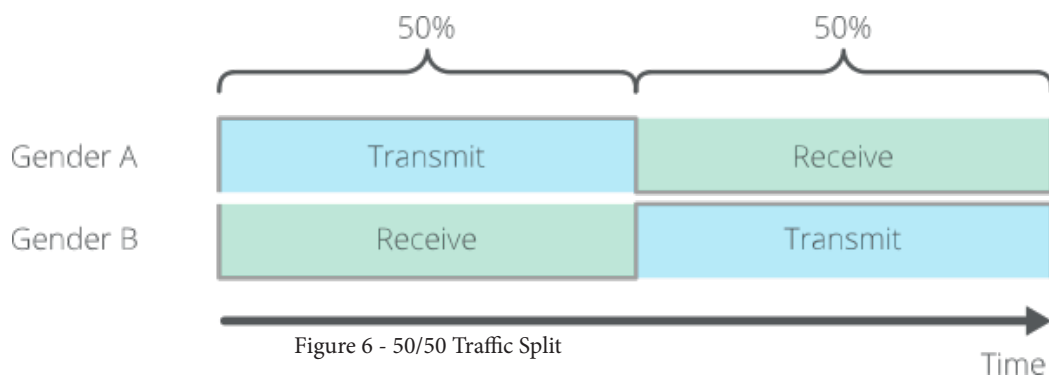 50% 50%
Gender A Transmit Receive
Gender B Receive Transmit
Figure 6 - 50/50 Traffic Split
Time